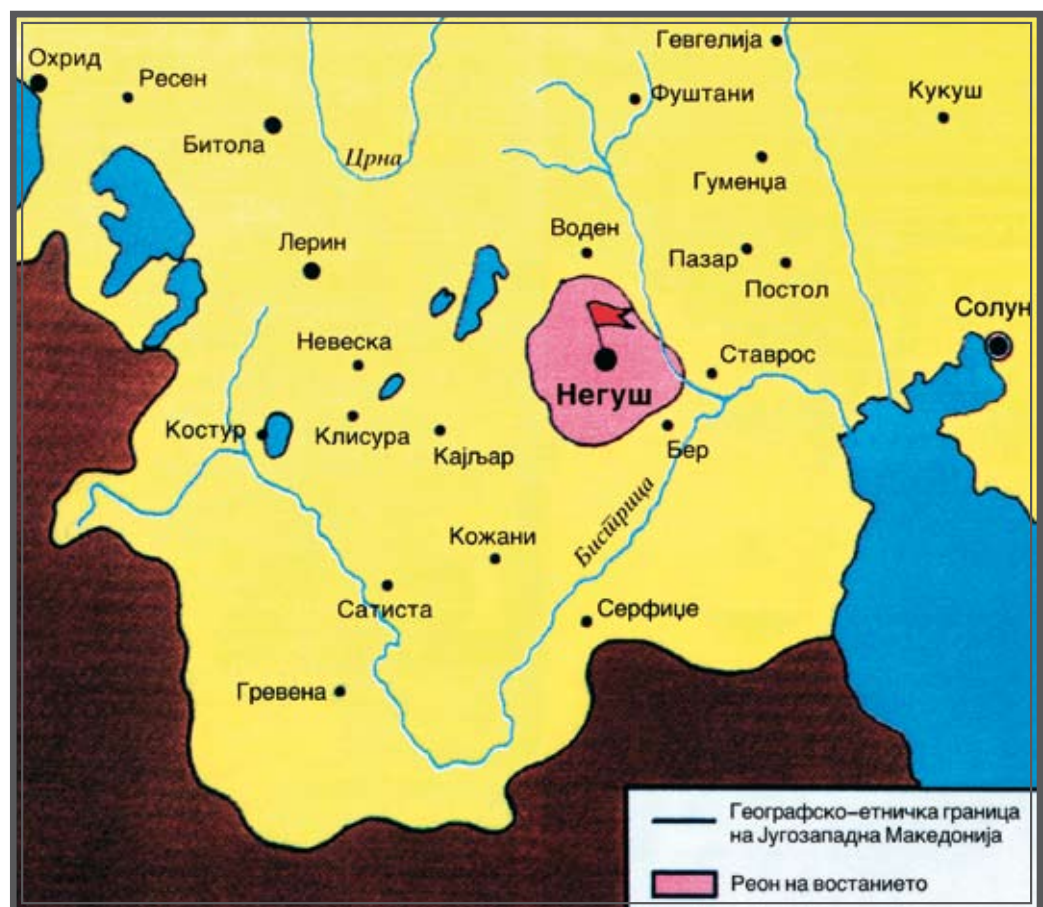 Гевгелија
Охрид
Ресен
Фуштани
Кукуш
Битола
Црна
Гуменџа
Воден
Лерин
Пазар
Постол
Солун
Невеска
Ставрос
Негуш
Костур
Клисура
Кајљар
Бер
Бистрица
Кожани
Сатиста
Серфиџе
Гревена
Географско-етничка граница
на Југозападна Македонија
Реон на востанието